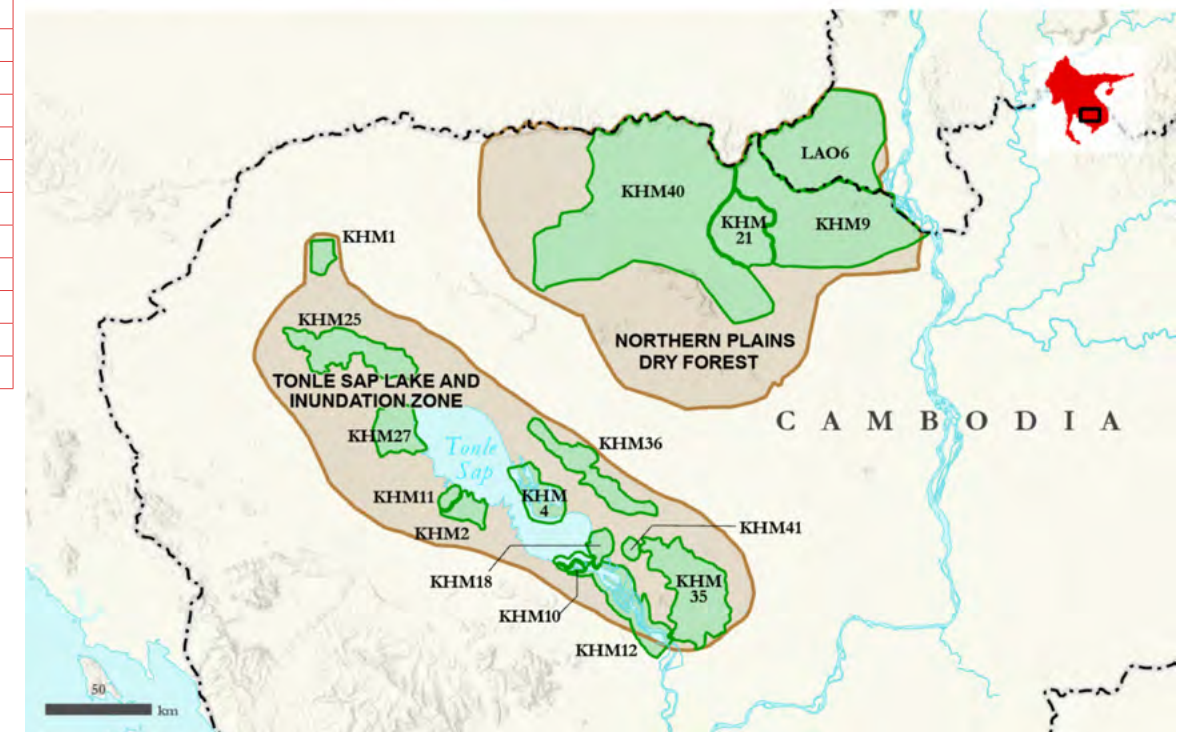 LAO6
KHM40
KHM
21
KHM9
KHM1
KHM25
NORTHERN PLAINS
DRY FOREST
TONLE SAP LAKE AND
INUNDATION ZONE
CAMBODIA
KHM27
Tonle
Sap
KHM36
KHM11
KHM
4
KHM2
KHM41
KHM18
KHM
35
KHM10
KHM12
50
km